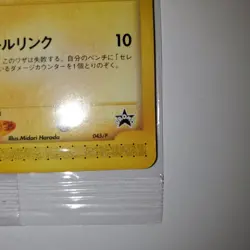 ルリンク 10
このワザは失敗する。自分のベンチに「セレ
いるダメージカウンターを1個とりのぞく。
Illus.Midori Harada 045/P